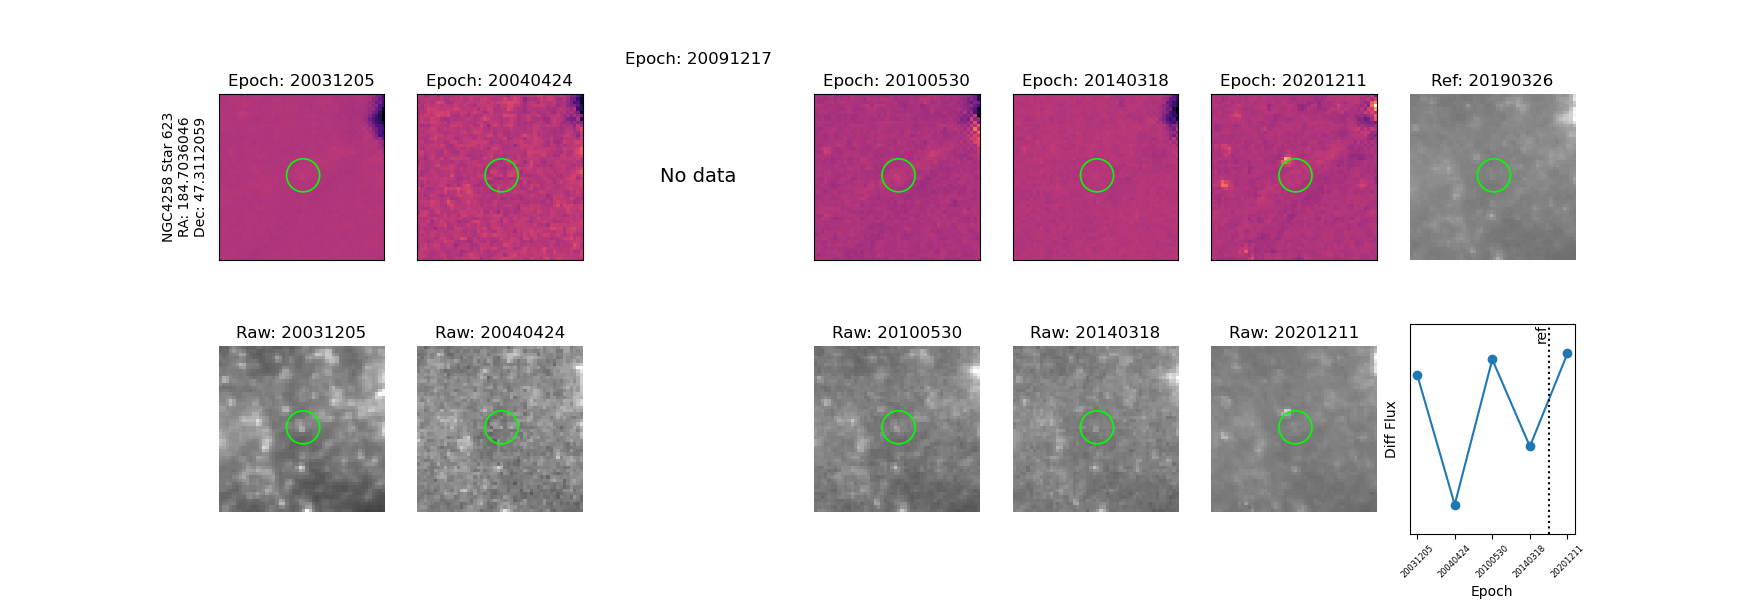 Epoch: 20091217
Epoch: 20031205
Epoch: 20040424
Epoch: 20100530
Epoch: 20140318
Epoch: 20201211
Ref: 20190326
NGC4258 Star 623
RA: 184.7036046
Dec: 47.3112059
No data
Raw: 20031205
Raw: 20040424
Raw: 20100530
Raw: 20140318
Raw: 20201211
ref
Diff Flux
20031205
20040424
20100530
20140318
20201211
Epoch